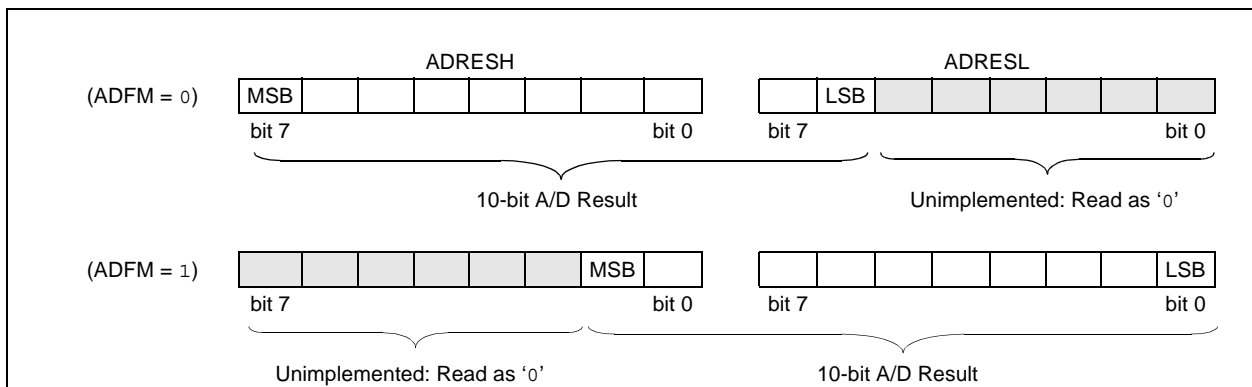 ADRESH ADRESL
(ADFM = 0) MSB LSB
bit 7 bit 0 bit 7 bit 0
10-bit A/D Result Unimplemented: Read as ‘0’
(ADFM = 1) MSB LSB
bit 7 bit 0 bit 7 bit 0
Unimplemented: Read as ‘0’ 10-bit A/D Result